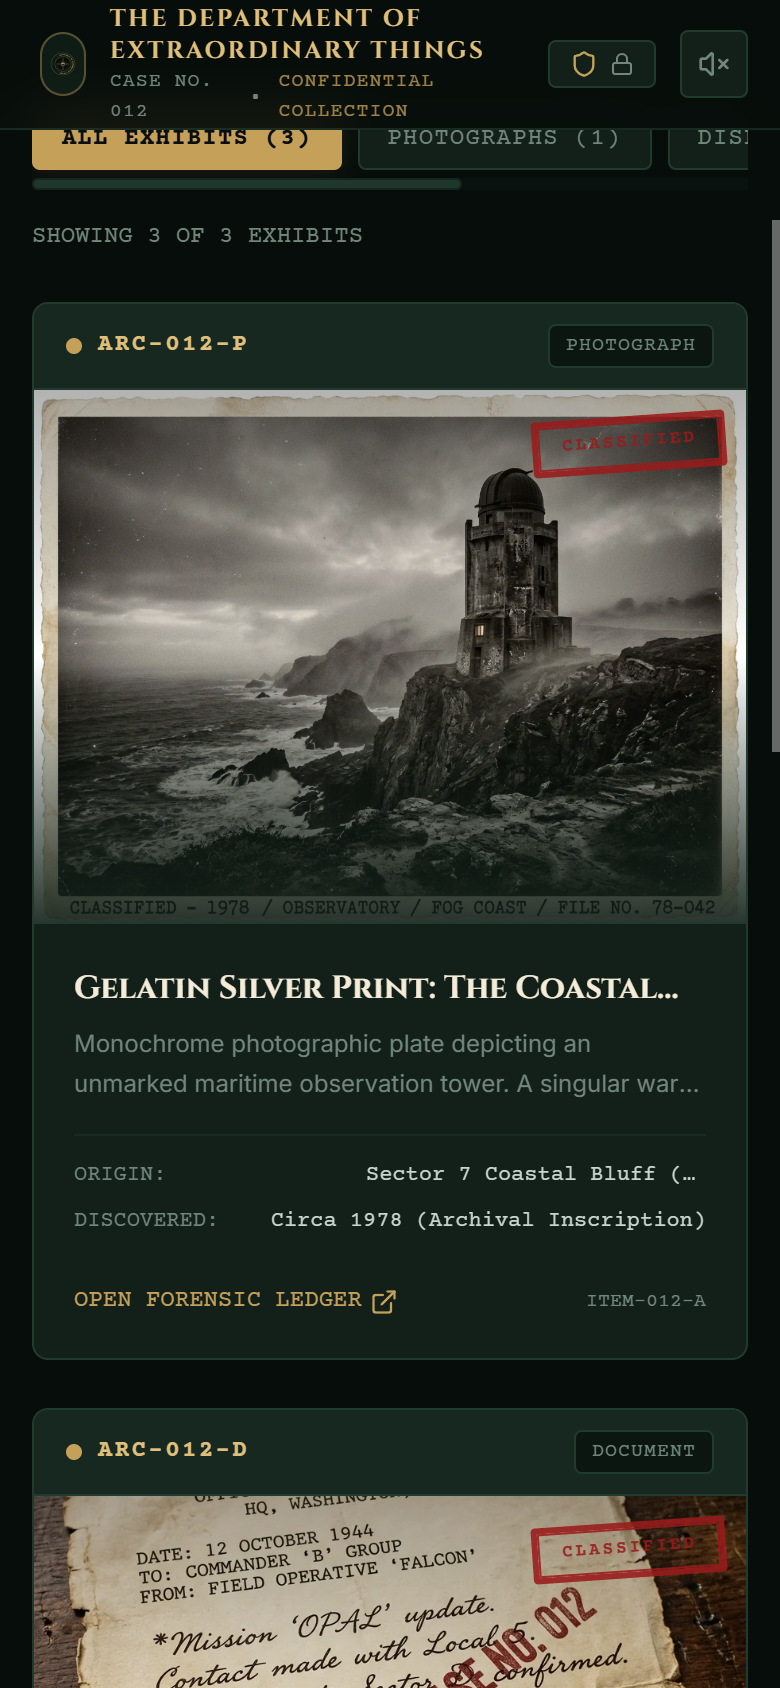 THE DEPARTMENT OF
EXTRAORDINARY THINGS
CASE NO. 012 · CONFIDENTIAL COLLECTION
ALL EXHIBITS (3)
PHOTOGRAPHS (1)
SHOWING 3 OF 3 EXHIBITS
ARC-012-P
PHOTOGRAPH
CLASSIFIED
CLASSIFIED - 1978 / OBSERVATORY / FOG COAST / FILE NO. 78-042
Gelatin Silver Print: The Coastal...
Monochrome photographic plate depicting an
unmarked maritime observation tower. A singular war...
ORIGIN: Sector 7 Coastal Bluff (…
DISCOVERED: Circa 1978 (Archival Inscription)
OPEN FORENSIC LEDGER
ITEM-012-A
ARC-012-D
DOCUMENT
HQ, WASHINGTON,
CLASSIFIED
DATE: 12 OCTOBER 1944
TO: COMMANDER ‘B’ GROUP
FROM: FIELD OPERATIVE ‘FALCON’
*Mission ‘OPAL’ update.
Contact made with Local 5.
NO. 012
Sector D confirmed.